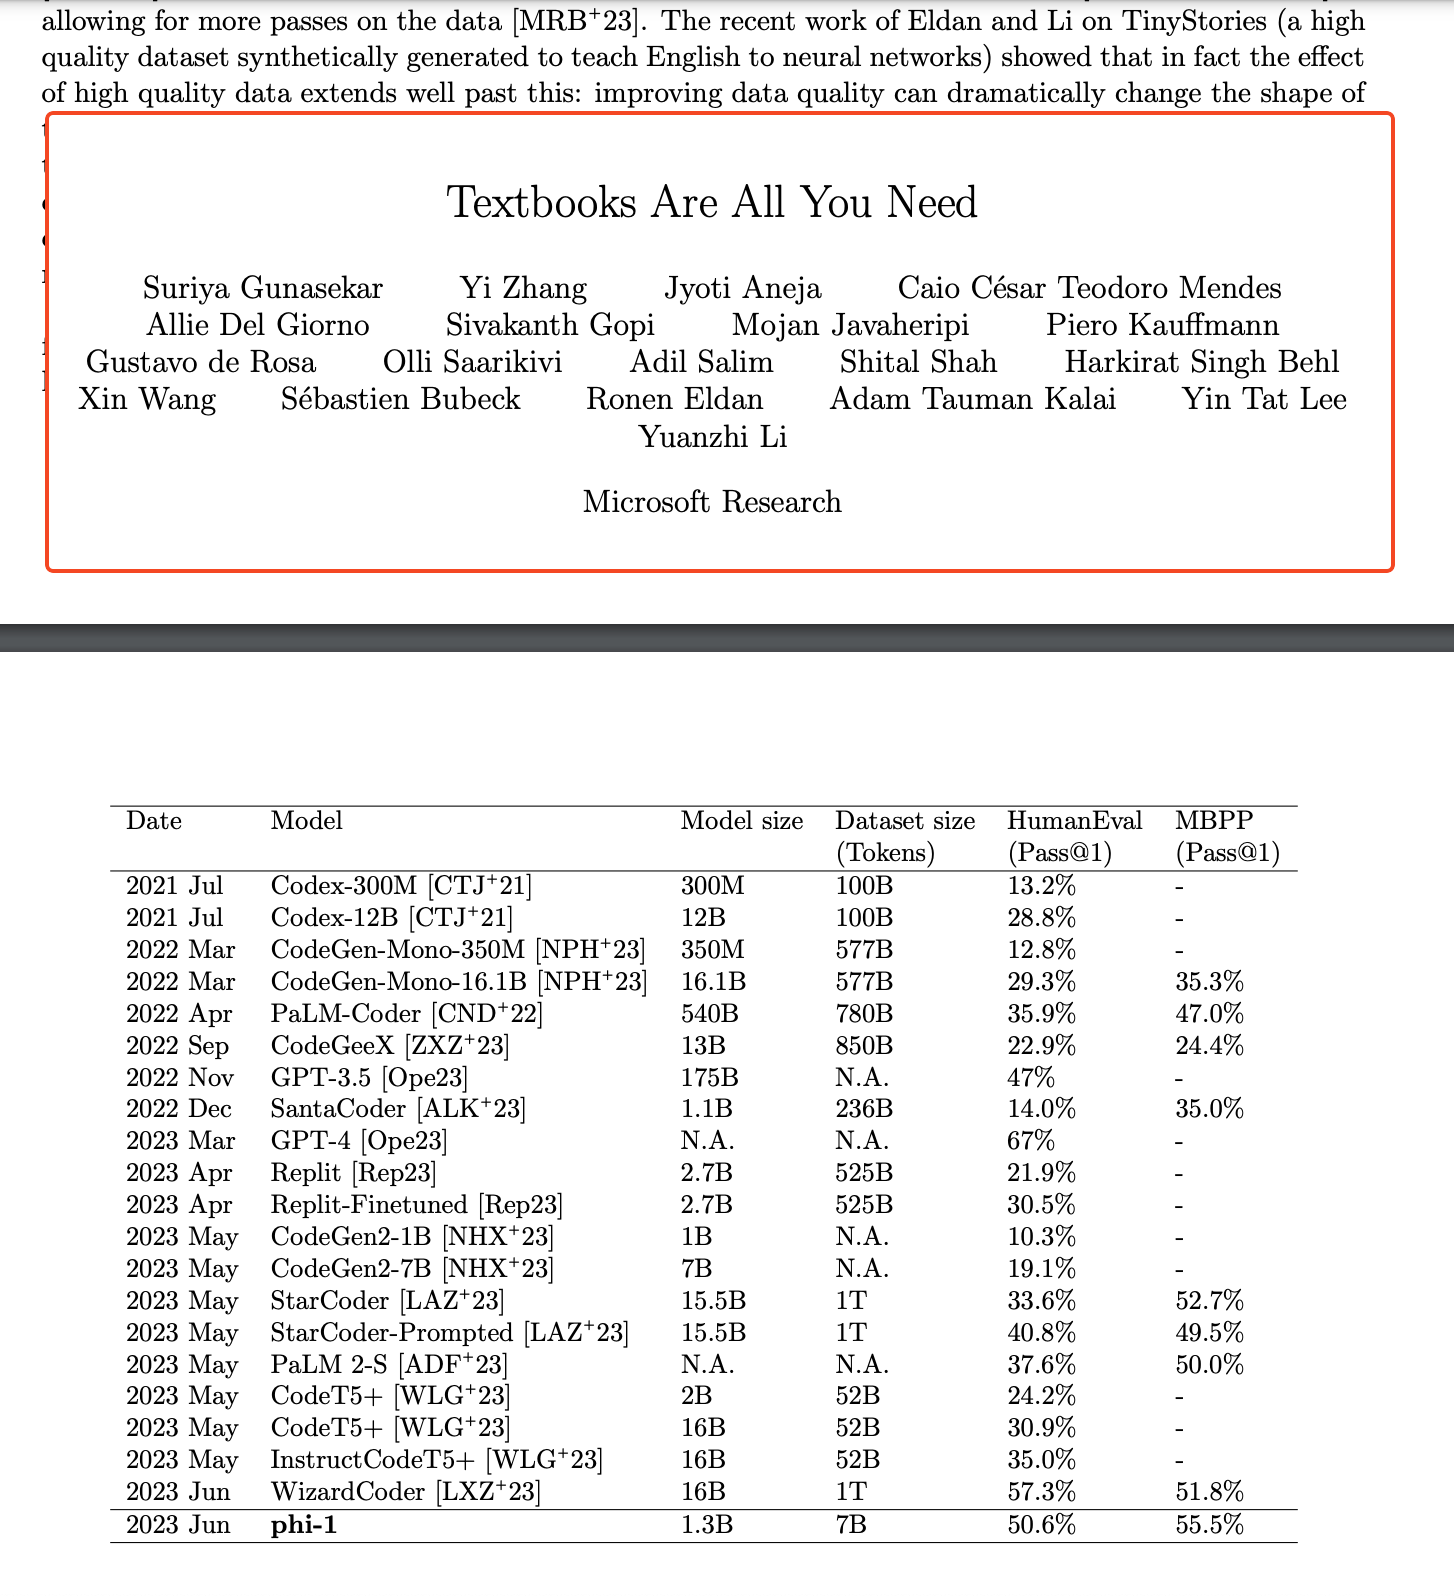 allowing for more passes on the data [MRB+23]. The recent work of Eldan and Li on TinyStories (a high
quality dataset synthetically generated to teach English to neural networks) showed that in fact the effect
of high quality data extends well past this: improving data quality can dramatically change the shape of
Textbooks Are All You Need
Suriya Gunasekar Yi Zhang Jyoti Aneja Caio César Teodoro Mendes
Allie Del Giorno Sivakanth Gopi Mojan Javaheripi Piero Kauffmann
Gustavo de Rosa Olli Saarikivi Adil Salim Shital Shah Harkirat Singh Behl
Xin Wang Sébastien Bubeck Ronen Eldan Adam Tauman Kalai Yin Tat Lee
Yuanzhi Li
Microsoft Research
Date Model Model size Dataset size HumanEval MBPP
(Tokens) (Pass@1) (Pass@1)
2021 Jul Codex-300M [CTJ+21] 300M 100B 13.2% -
2021 Jul Codex-12B [CTJ+21] 12B 100B 28.8% -
2022 Mar CodeGen-Mono-350M [NPH+23] 350M 577B 12.8% -
2022 Mar CodeGen-Mono-16.1B [NPH+23] 16.1B 577B 29.3% 35.3%
2022 Apr PaLM-Coder [CND+22] 540B 780B 35.9% 47.0%
2022 Sep CodeGeeX [ZXZ+23] 13B 850B 22.9% 24.4%
2022 Nov GPT-3.5 [Ope23] 175B N.A. 47% -
2022 Dec SantaCoder [ALK+23] 1.1B 236B 14.0% 35.0%
2023 Mar GPT-4 [Ope23] N.A. N.A. 67% -
2023 Apr Replit [Rep23] 2.7B 525B 21.9% -
2023 Apr Replit-Finetuned [Rep23] 2.7B 525B 30.5% -
2023 May CodeGen2-1B [NHX+23] 1B N.A. 10.3% -
2023 May CodeGen2-7B [NHX+23] 7B N.A. 19.1% -
2023 May StarCoder [LAZ+23] 15.5B 1T 33.6% 52.7%
2023 May StarCoder-Prompted [LAZ+23] 15.5B 1T 40.8% 49.5%
2023 May PaLM 2-S [ADF+23] N.A. N.A. 37.6% 50.0%
2023 May CodeT5+ [WLG+23] 2B 52B 24.2% -
2023 May CodeT5+ [WLG+23] 16B 52B 30.9% -
2023 May InstructCodeT5+ [WLG+23] 16B 52B 35.0% -
2023 Jun WizardCoder [LXZ+23] 16B 1T 57.3% 51.8%
2023 Jun phi-1 1.3B 7B 50.6% 55.5%